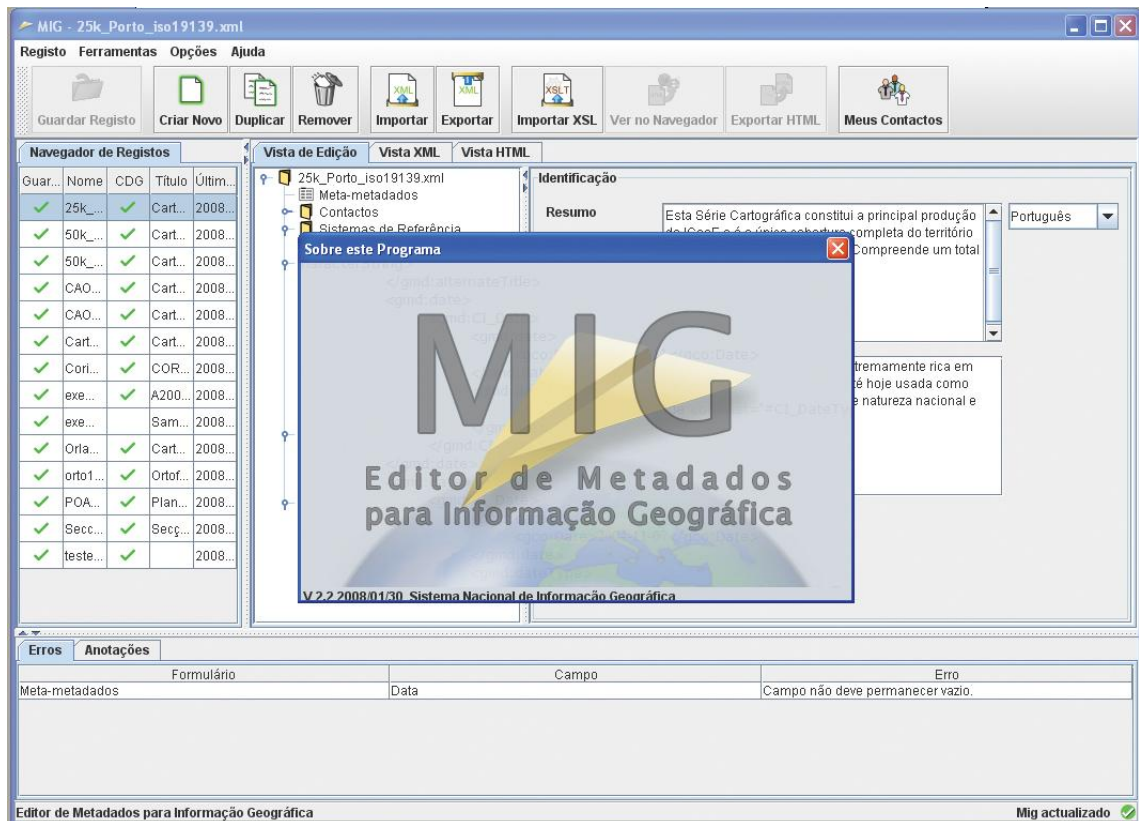 MIG - 25k_Porto_iso19139.xml
Registo Ferramentas Opções Ajuda
Guardar Registo Criar Novo Duplicar Remover Importar Exportar Importar XSL Ver no Navegador Exportar HTML Meus Contactos
Navegador de Registos
Guar... Nome CDG Título Últim...
25k_... Cart... 2008...
50k_... Cart... 2008...
50k_... Cart... 2008...
CAO... Cart... 2008...
CAO... Cart... 2008...
Cart... Cart... 2008...
Cori... COR... 2008...
exe... A200... 2008...
exe... Sam... 2008...
Orla... Cart... 2008...
orto1... Ortof... 2008...
POA... Plan... 2008...
Secc... Secç... 2008...
teste... 2008...
Vista de Edição Vista XML Vista HTML
25k_Porto_iso19139.xml
Meta-metadados
Contactos
Sistemas de Referência
Identificação
Resumo
Esta Série Cartográfica constitui a principal produção
do IGeoE e é a única cobertura completa do território
Compreende um total
Português
tremamente rica em
é hoje usada como
e natureza nacional e
Sobre este Programa
</gmd:alternateTitle>
<gmd:date>
MIG
Editor de Metadados
para Informação Geográfica
V 2.2 2008/01/30 Sistema Nacional de Informação Geográfica
Erros Anotações
Formulário Campo Erro
Meta-metadados Data Campo não deve permanecer vazio.
Editor de Metadados para Informação Geográfica Mig actualizado